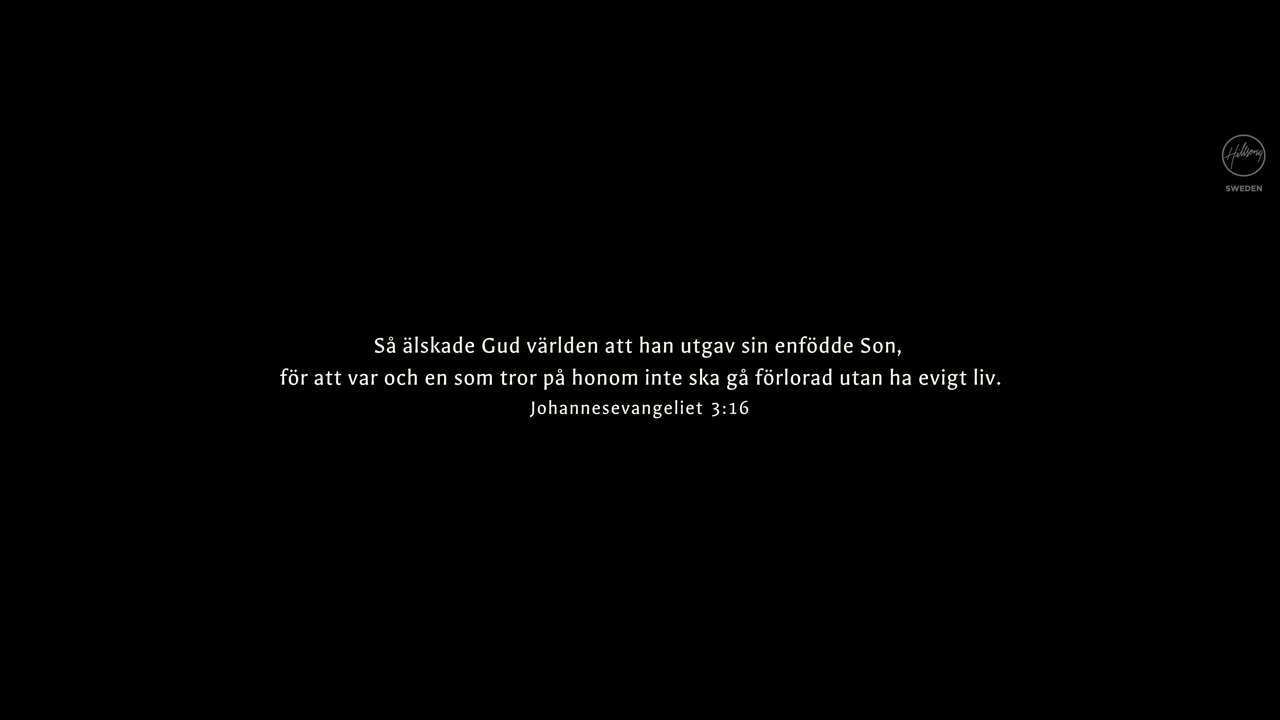 Hillsong
SWEDEN
Så älskade Gud världen att han utgav sin enfödde Son,
för att var och en som tror på honom inte ska gå förlorad utan ha evigt liv.
Johannesevangeliet 3:16